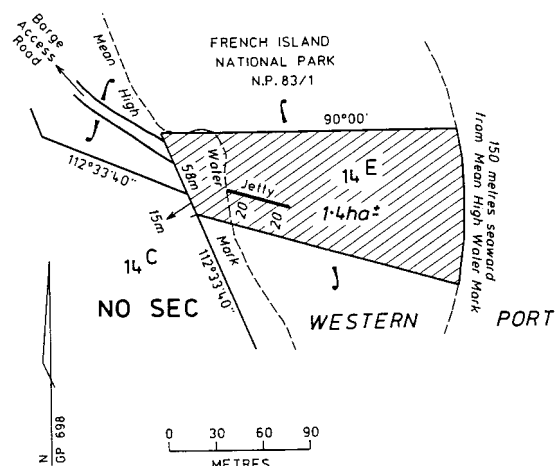 Barge
Access
Road
Mean
High
Water
Mark
FRENCH ISLAND
NATIONAL PARK
N.P. 83/1
90°00'
112°33'40"
58m
14 E
Jetty
1·4ha±
20
20
15m
14 C
112°33'40"
150 metres seaward
from Mean High Water Mark
NO SEC
WESTERN PORT
N
GP 698
0 30 60 90
METRES